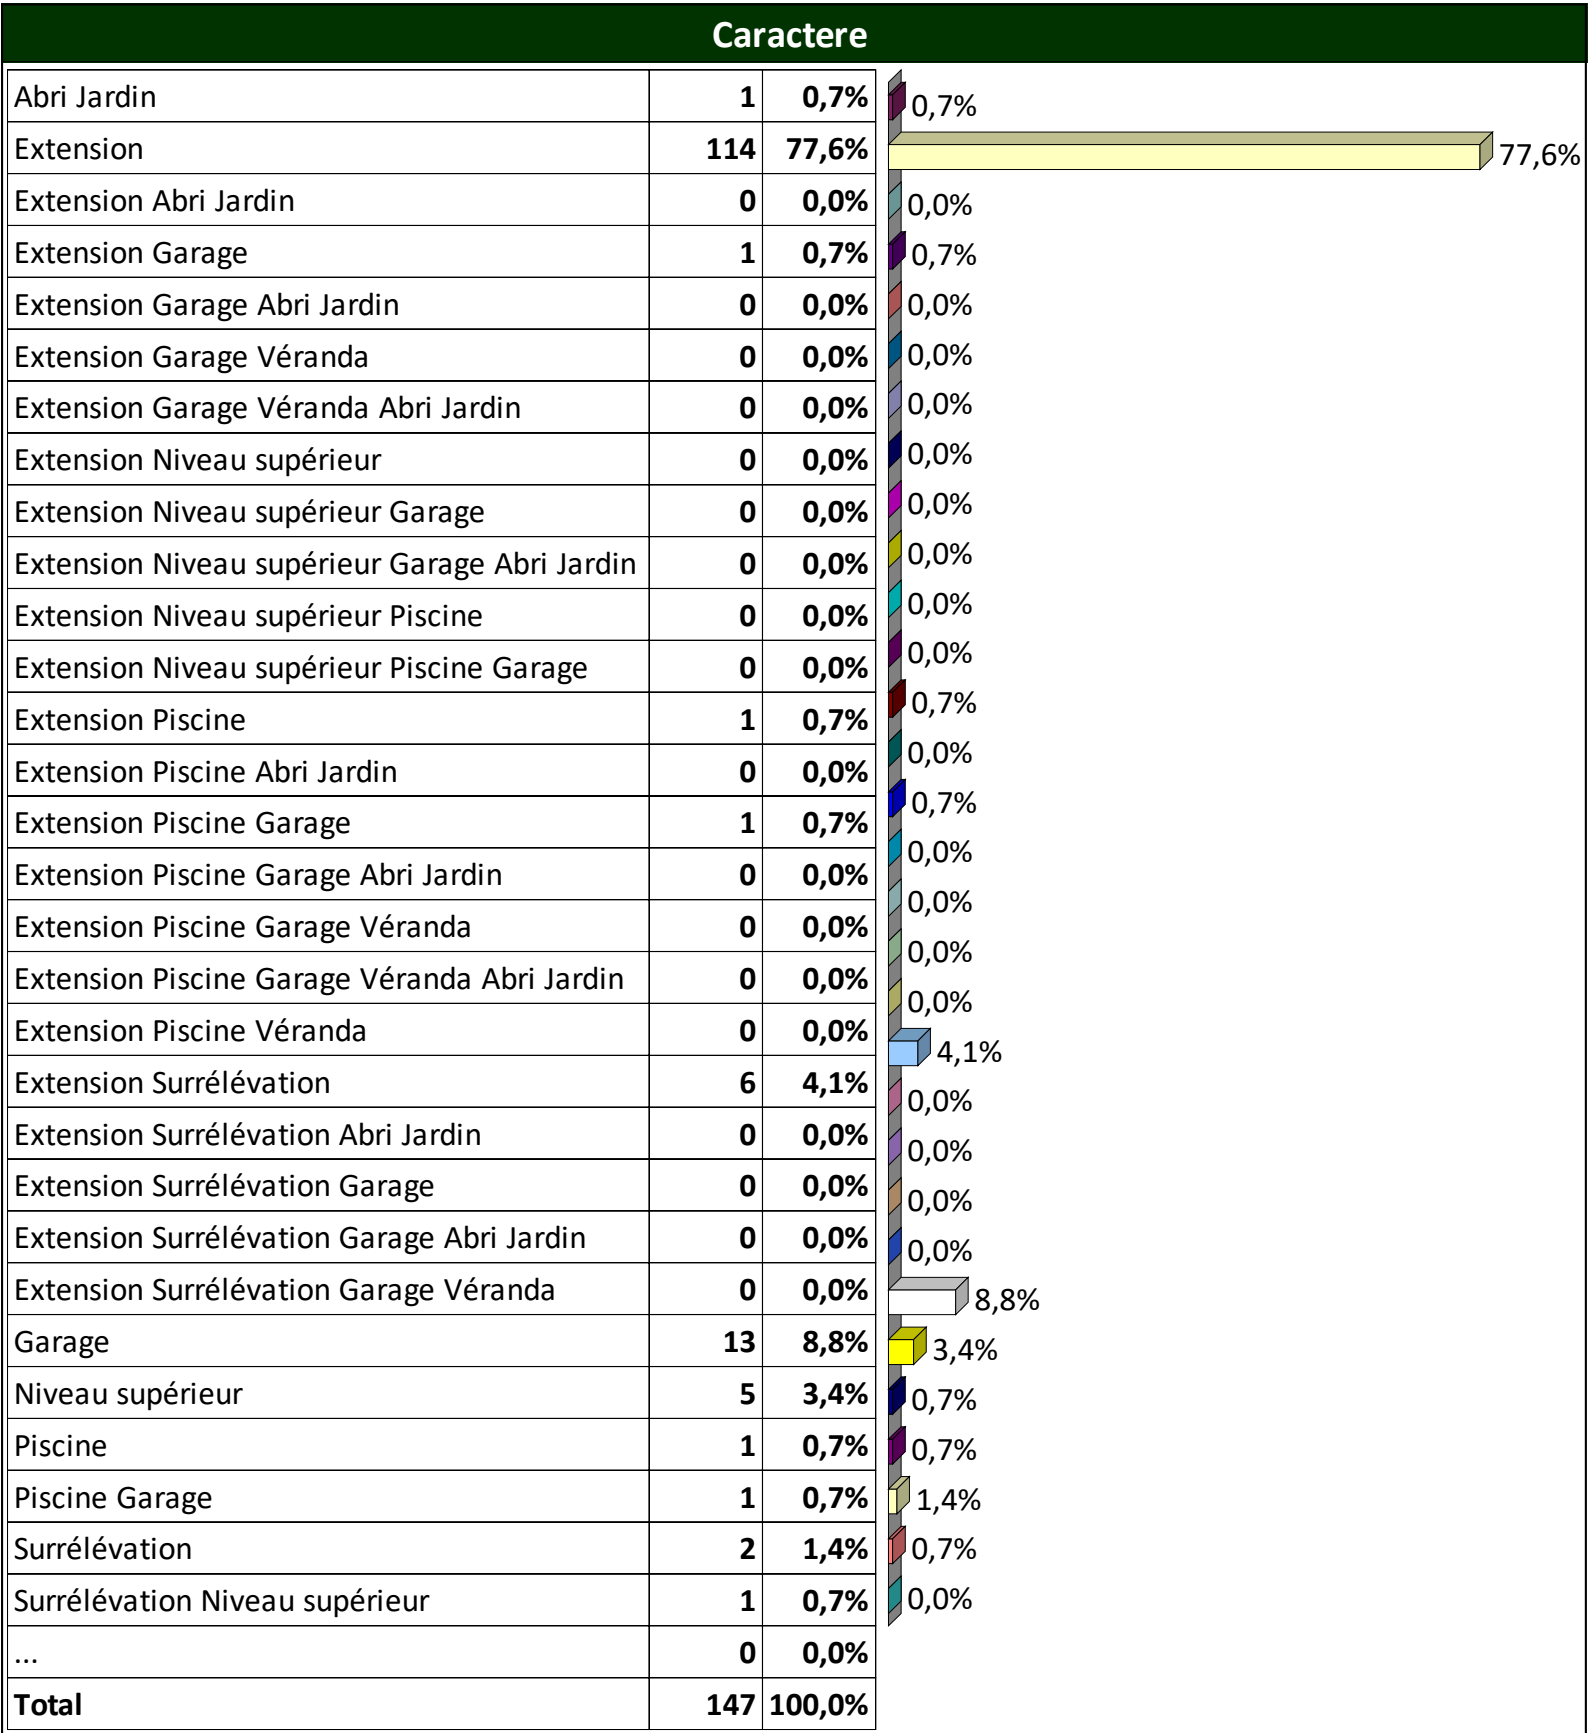 Caractere
Abri Jardin 1 0,7%
Extension 114 77,6%
Extension Abri Jardin 0 0,0%
Extension Garage 1 0,7%
Extension Garage Abri Jardin 0 0,0%
Extension Garage Véranda 0 0,0%
Extension Garage Véranda Abri Jardin 0 0,0%
Extension Niveau supérieur 0 0,0%
Extension Niveau supérieur Garage 0 0,0%
Extension Niveau supérieur Garage Abri Jardin 0 0,0%
Extension Niveau supérieur Piscine 0 0,0%
Extension Niveau supérieur Piscine Garage 0 0,0%
Extension Piscine 1 0,7%
Extension Piscine Abri Jardin 0 0,0%
Extension Piscine Garage 1 0,7%
Extension Piscine Garage Abri Jardin 0 0,0%
Extension Piscine Garage Véranda 0 0,0%
Extension Piscine Garage Véranda Abri Jardin 0 0,0%
Extension Piscine Véranda 0 0,0%
Extension Surrélévation 6 4,1%
Extension Surrélévation Abri Jardin 0 0,0%
Extension Surrélévation Garage 0 0,0%
Extension Surrélévation Garage Abri Jardin 0 0,0%
Extension Surrélévation Garage Véranda 0 0,0%
Garage 13 8,8%
Niveau supérieur 5 3,4%
Piscine 1 0,7%
Piscine Garage 1 0,7%
Surrélévation 2 1,4%
Surrélévation Niveau supérieur 1 0,7%
... 0 0,0%
Total 147 100,0%
0,7%
77,6%
0,0%
0,7%
0,0%
0,0%
0,0%
0,0%
0,0%
0,0%
0,0%
0,0%
0,7%
0,0%
0,7%
0,0%
0,0%
0,0%
0,0%
4,1%
0,0%
0,0%
0,0%
0,0%
8,8%
3,4%
0,7%
0,7%
1,4%
0,7%
0,0%